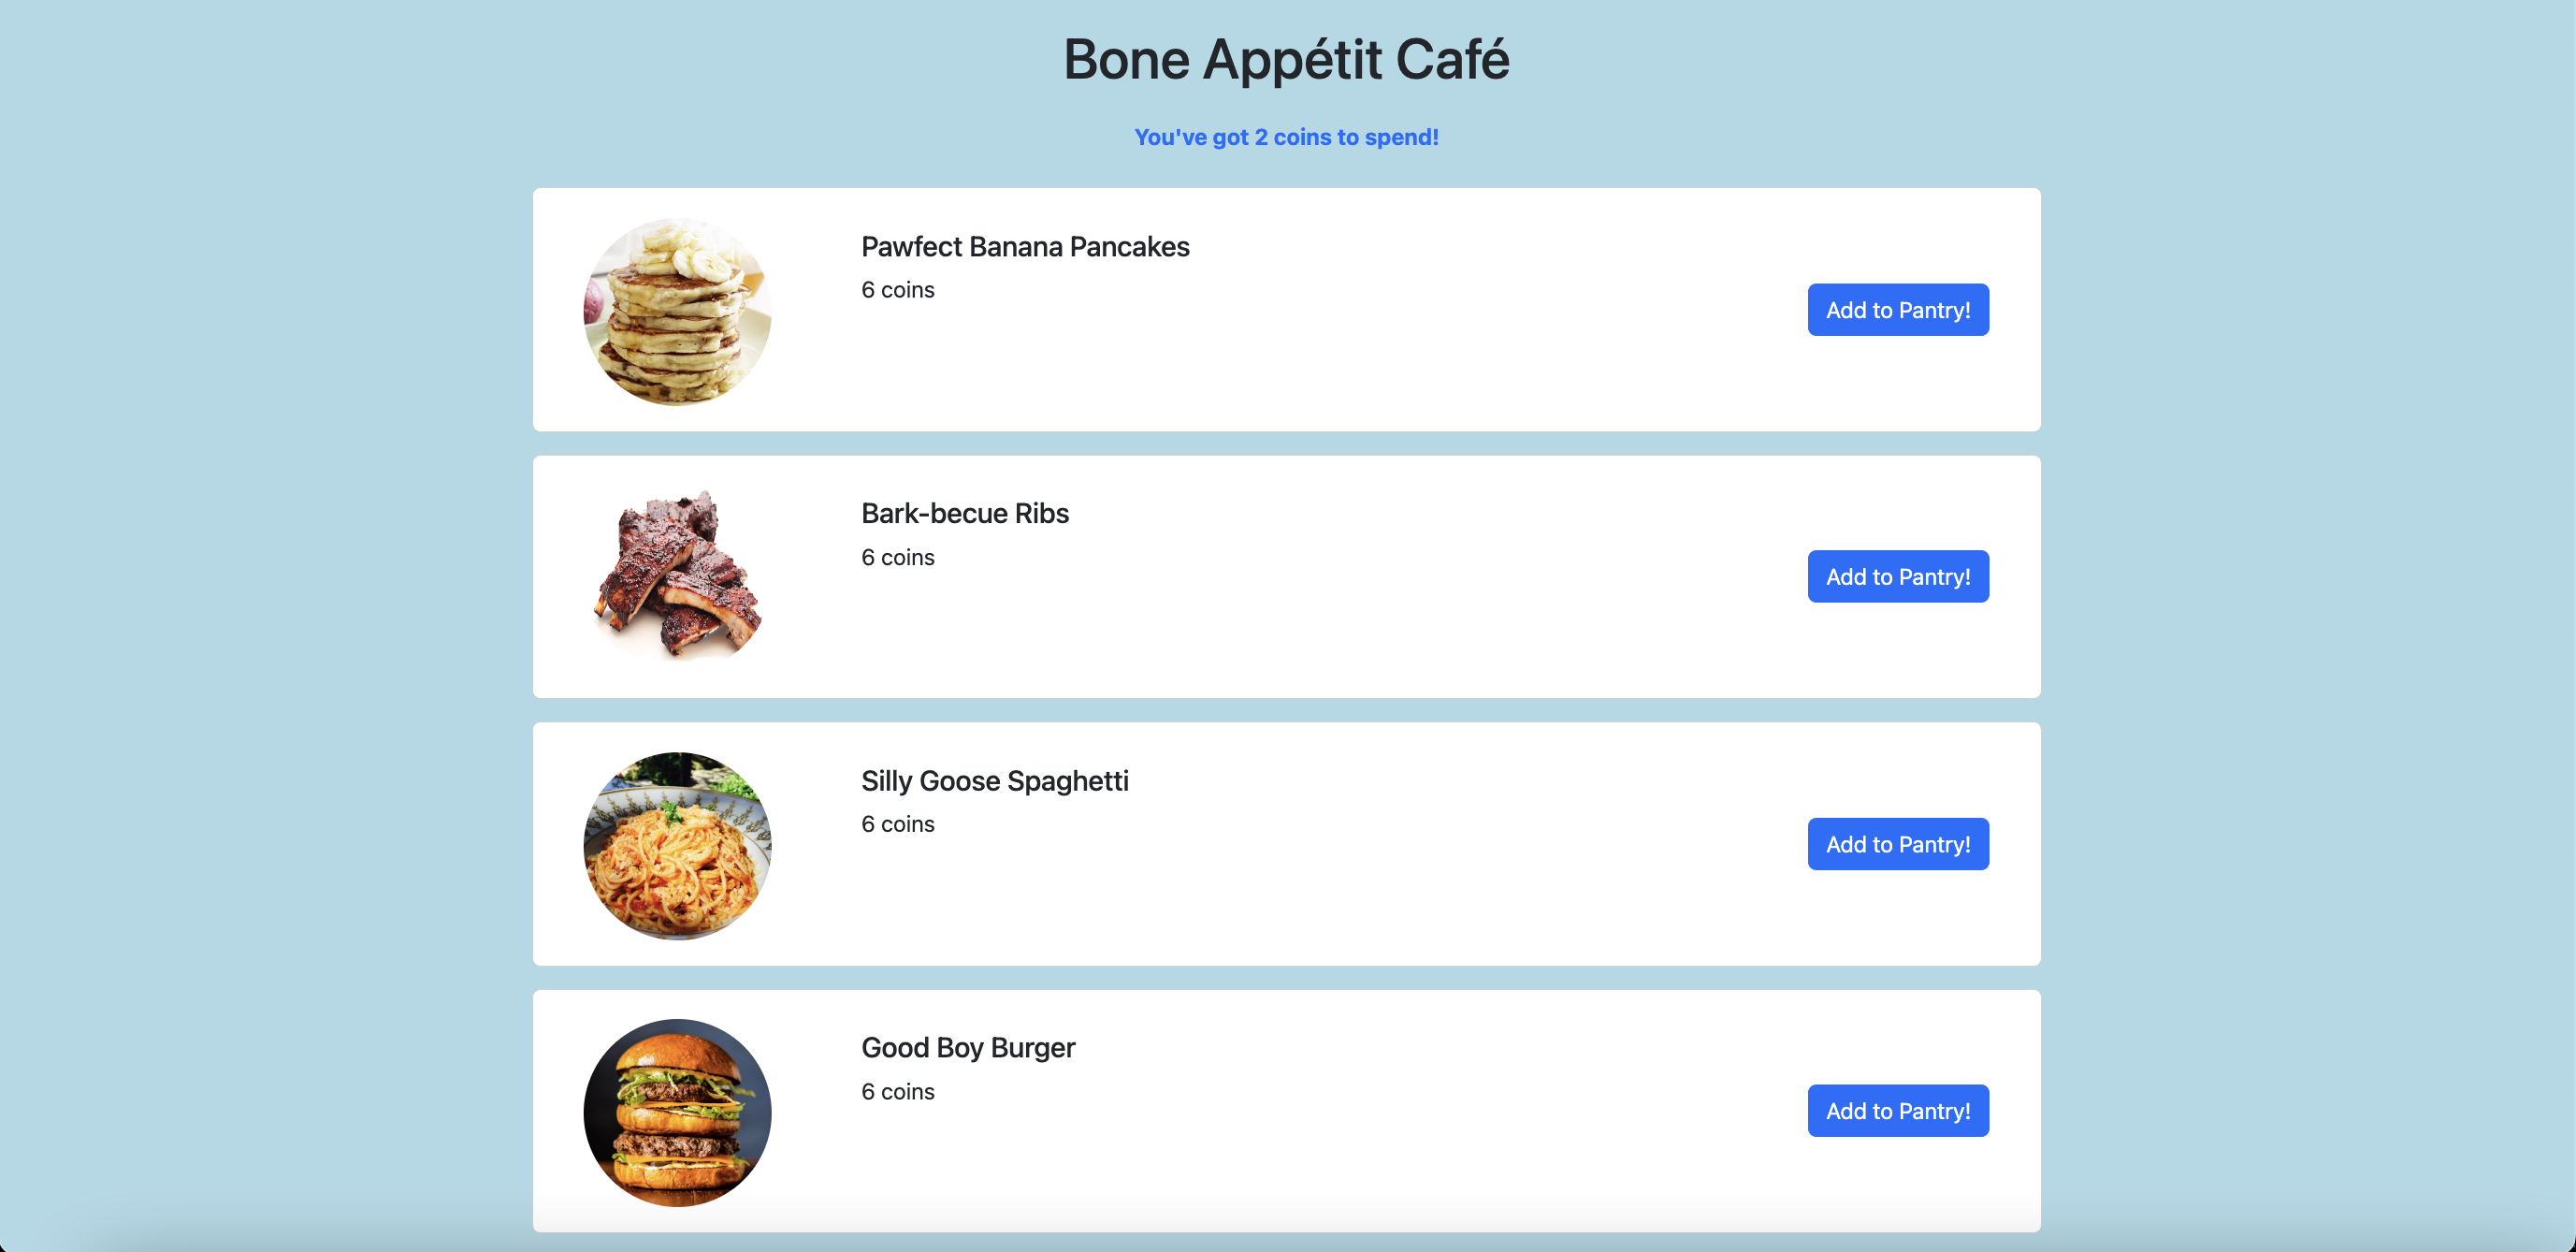 Bone Appétit Café
You've got 2 coins to spend!
Pawfect Banana Pancakes
6 coins
Add to Pantry!
Bark-becue Ribs
6 coins
Add to Pantry!
Silly Goose Spaghetti
6 coins
Add to Pantry!
Good Boy Burger
6 coins
Add to Pantry!